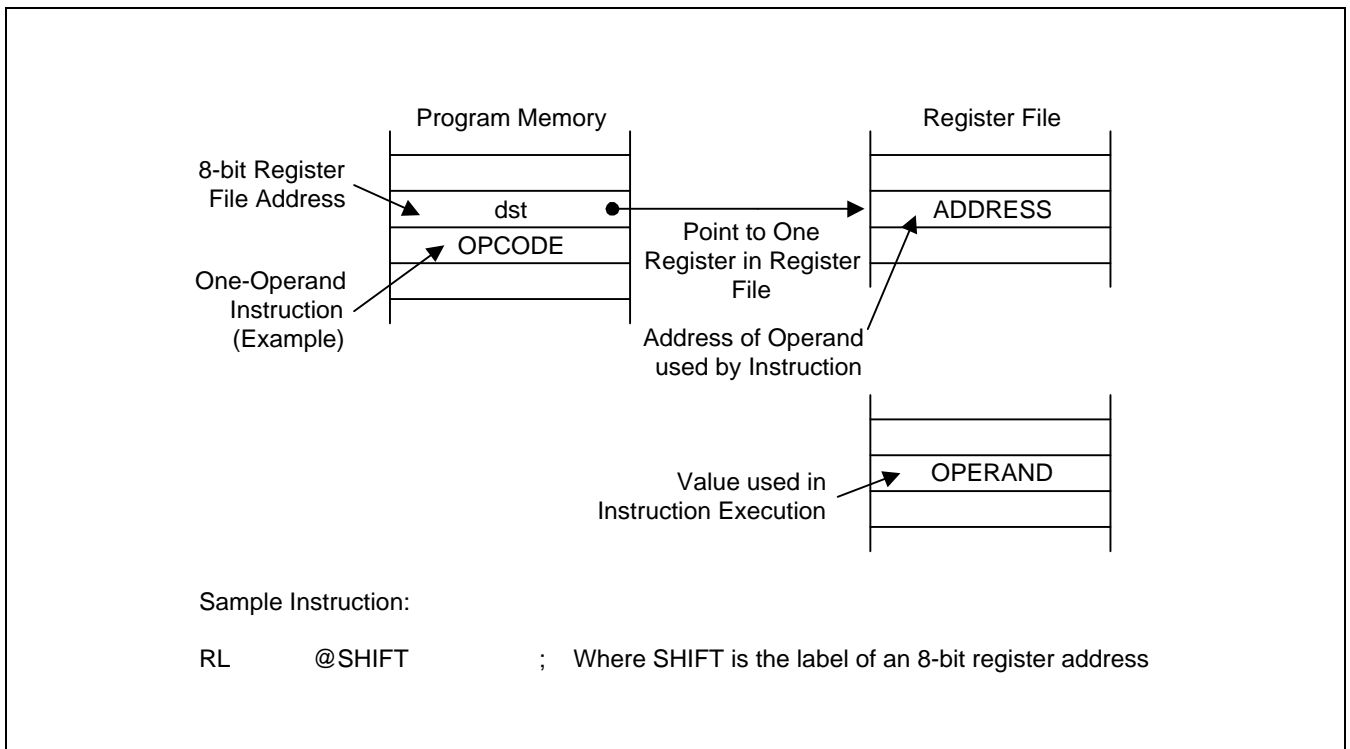 Program Memory
Register File
8-bit Register
File Address
dst
ADDRESS
OPCODE
Point to One
Register in Register
File
One-Operand
Instruction
(Example)
Address of Operand
used by Instruction
OPERAND
Value used in
Instruction Execution
Sample Instruction:
RL @SHIFT ; Where SHIFT is the label of an 8-bit register address